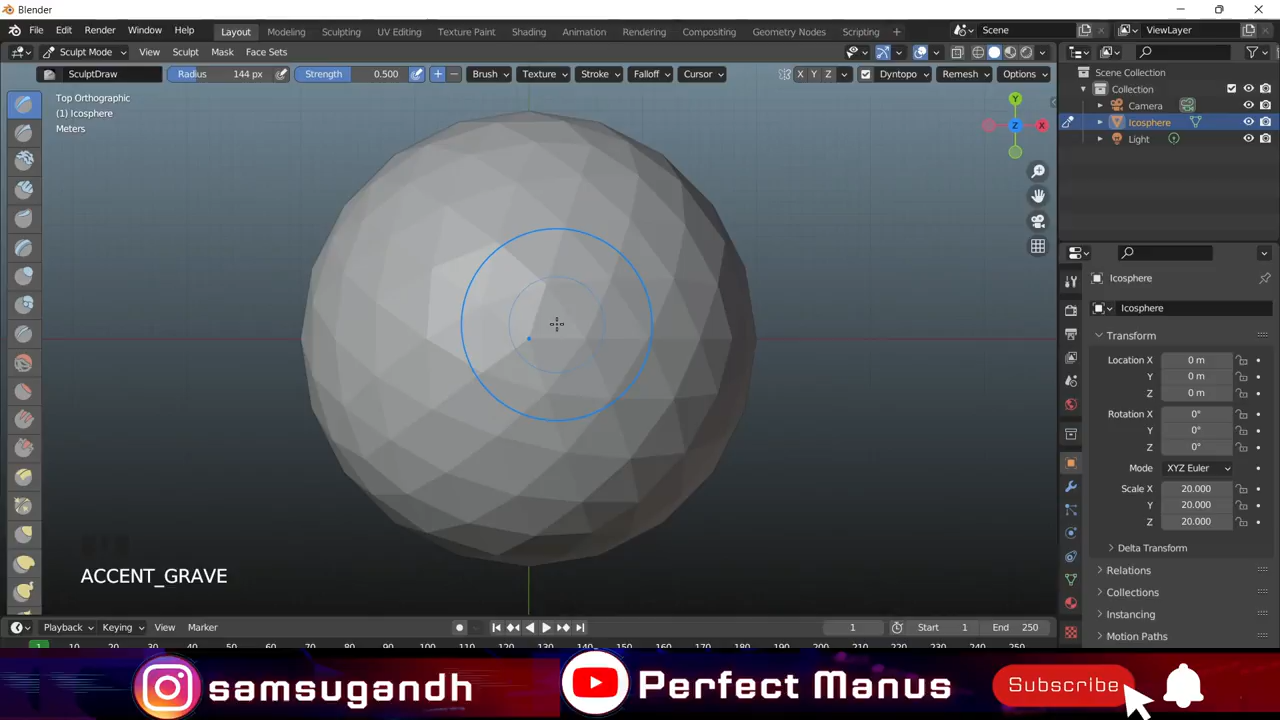 Blender
File Edit Render Window Help
Layout Modeling Sculpting UV Editing Texture Paint Shading Animation Rendering Compositing Geometry Nodes Scripting +
Scene
ViewLayer
Sculpt Mode View Sculpt Mask Face Sets
SculptDraw Radius 144 px Strength 0.500 + − Brush Texture Stroke Falloff Cursor X Y Z Dyntopo Remesh Options
Top Orthographic
(1) Icosphere
Meters
Y
Z
X
Scene Collection
Collection
Camera
Icosphere
Light
Icosphere
Icosphere
Transform
Location X 0 m
Y 0 m
Z 0 m
Rotation X 0°
Y 0°
Z 0°
Mode XYZ Euler
Scale X 20.000
Y 20.000
Z 20.000
Delta Transform
Relations
Collections
Instancing
Motion Paths
ACCENT_GRAVE
Playback Keying View Marker 1 Start 1 End 250
samsugandh
Perfect Manus
Subscribe